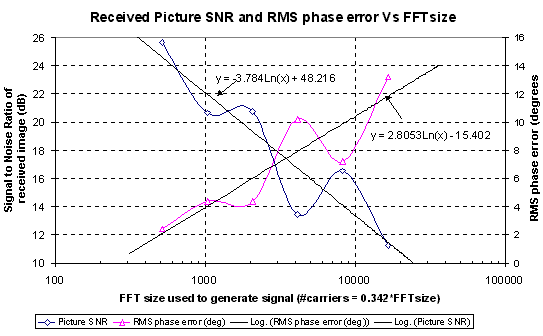 Received Picture SNR and RMS phase error Vs FFTsize
Signal to Noise Ratio of
received image (dB)
26
24
22
20
18
16
14
12
10
y = -3.784Ln(x) + 48.216
y = 2.8053Ln(x) - 15.402
16
14
12
10
8
6
4
2
0
RMS phase error (degrees
100
1000
10000
100000
FFT size used to generate signal (#carriers = 0.342*FFTsize)
Picture SNR
RMS phase error (deg)
Log. (RMS phase error (deg))
Log. (Picture SNR)